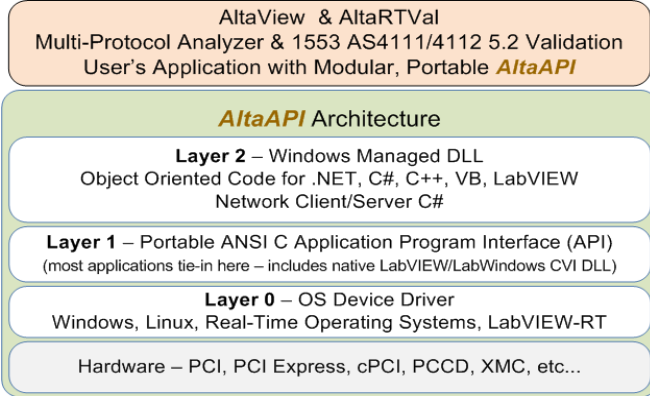 AltaView & AltaRTVal
Multi-Protocol Analyzer & 1553 AS4111/4112 5.2 Validation
User's Application with Modular, Portable AltaAPI
AltaAPI Architecture
Layer 2 – Windows Managed DLL
Object Oriented Code for .NET, C#, C++, VB, LabVIEW
Network Client/Server C#
Layer 1 – Portable ANSI C Application Program Interface (API)
(most applications tie-in here – includes native LabVIEW/LabWindows CVI DLL)
Layer 0 – OS Device Driver
Windows, Linux, Real-Time Operating Systems, LabVIEW-RT
Hardware – PCI, PCI Express, cPCI, PCCD, XMC, etc...